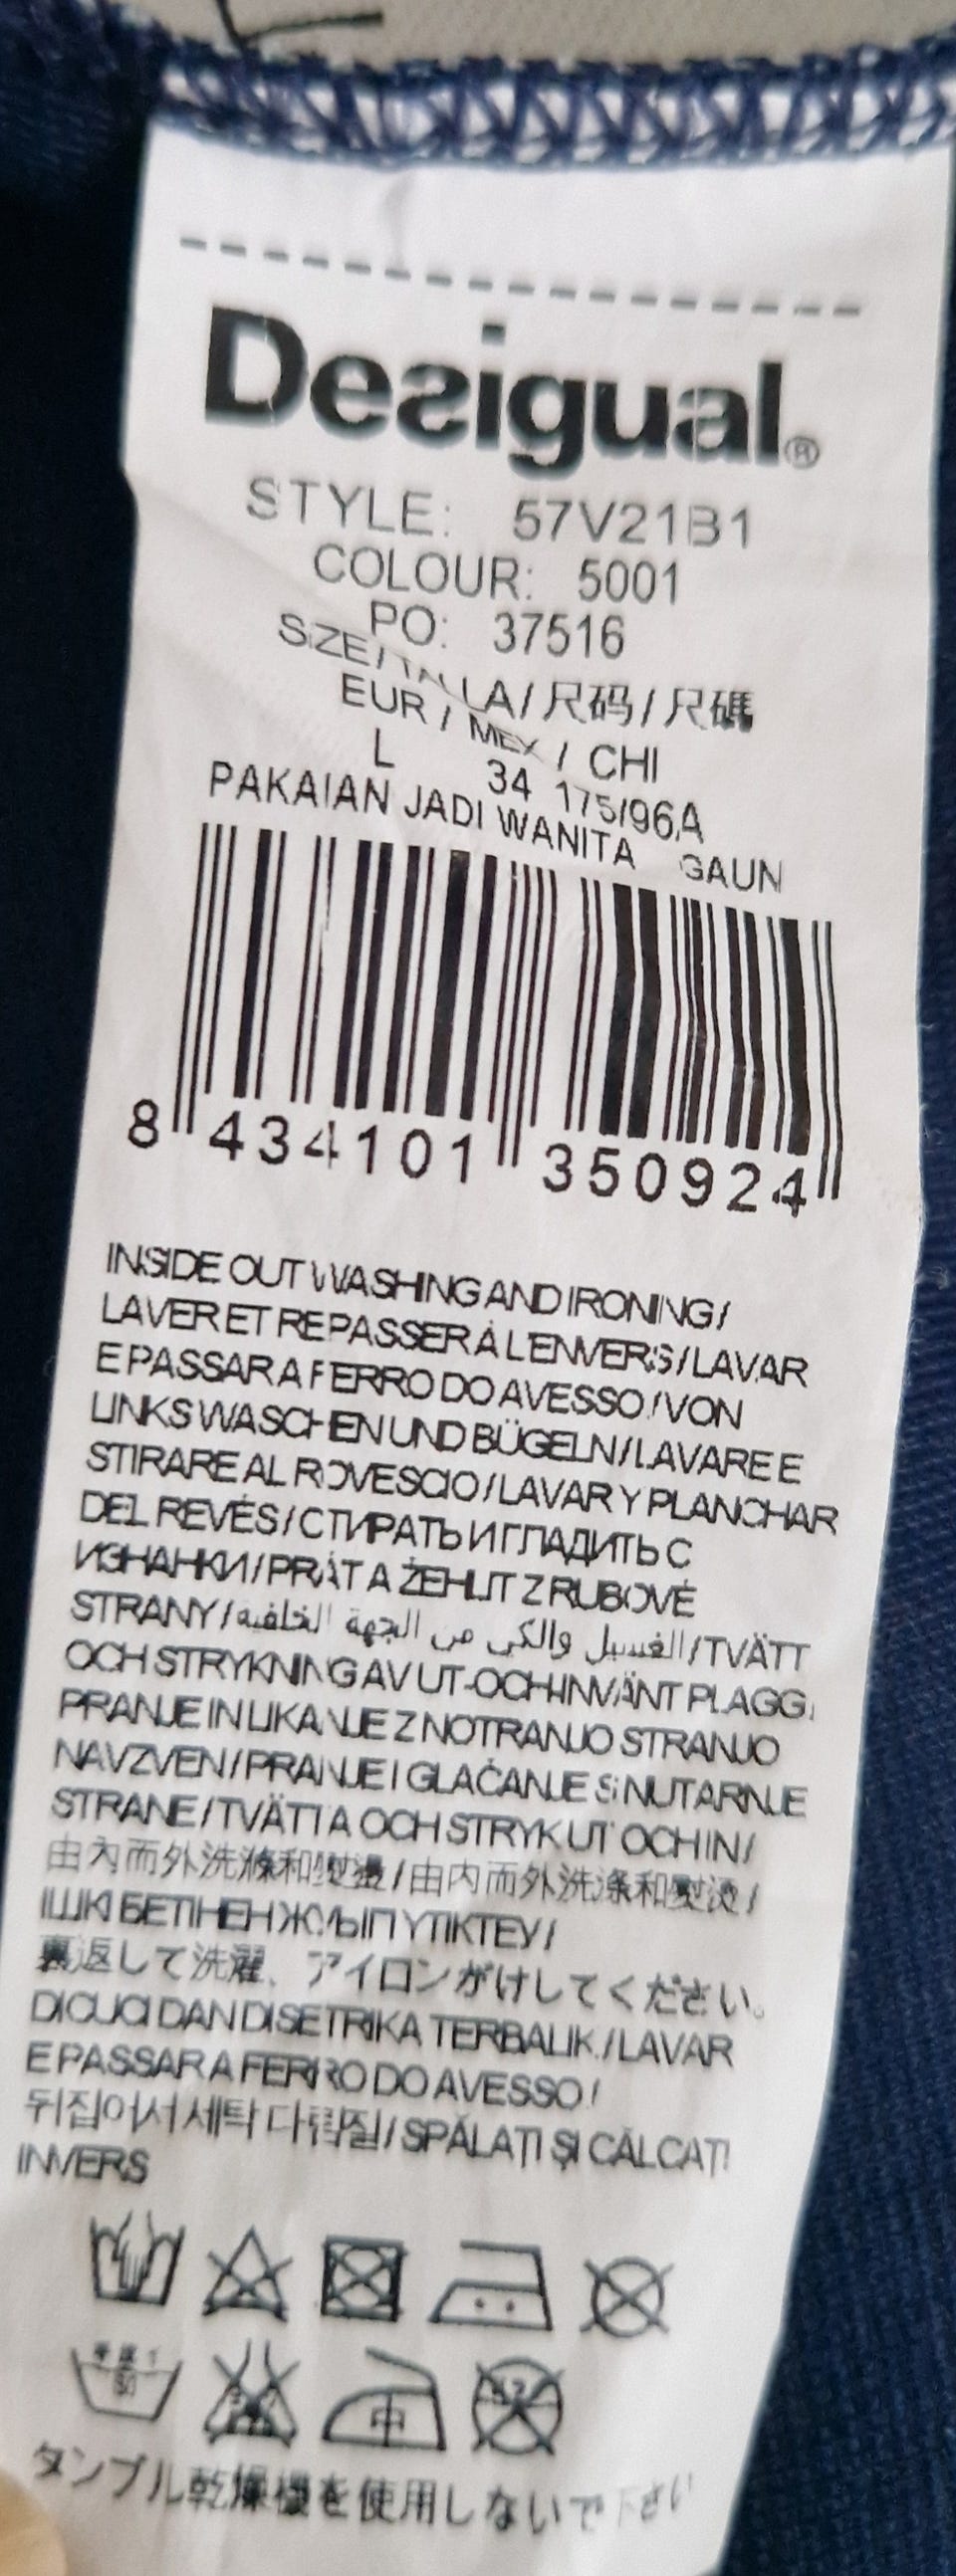 Desigual®
STYLE: 57V21B1
COLOUR: 5001
PO: 37516
SIZE/TALLA/尺码/尺碼
EUR / MEX / CHI
L 34 175/96A
PAKAIAN JADI WANITA GAUN
8 434101 350924
INSIDE OUT WASHING AND IRONING/
LAVER ET REPASSER À L'ENVERS/LAVAR
E PASSAR A FERRO DO AVESSO/VON
LINKS WASCHEN UND BÜGELN/LAVARE E
STIRARE AL ROVESCIO/LAVAR Y PLANCHAR
DEL REVÉS/СТИРАТЬ И ГЛАДИТЬ С
ИЗНАНКИ/PRÁT A ŽEHLIT Z RUBOVÉ
STRANY/الغسيل والكي من الجهة الخلفية/TVÄTT
OCH STRYKNING AV UT-OCH-INVÄNT PLAGG/
PRANJE IN LIKANJE Z NOTRANJO STRANJO
NAVZVEN/PRANJE I GLAČANJE S NUTARNJE
STRANE/TVÄTTA OCH STRYK UT OCH IN/
由內而外洗滌和熨燙/由内而外洗涤和熨烫/
ІШКІ БЕТІНЕН ЖУЫП ҮТІКТЕУ/
裏返して洗濯、アイロンがけしてください。
DICUCI DAN DISETRIKA TERBALIK/LAVAR
E PASSAR A FERRO DO AVESSO/
뒤집어서 세탁 다림질/SPĂLAȚI ȘI CĂLCAȚI
INVERS
中
タンブル乾燥機を使用しないで下さい